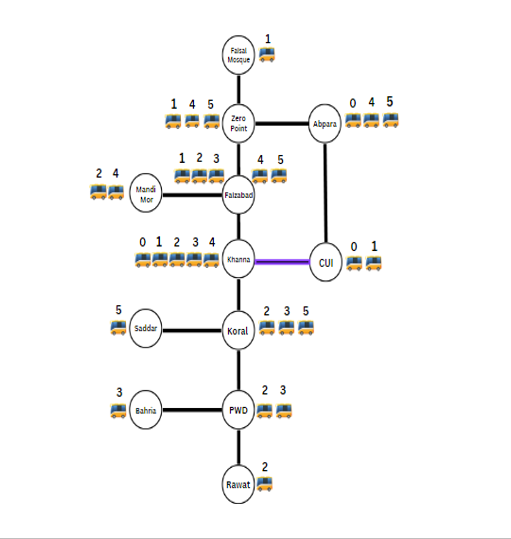 1
Faisal
Mosque
1 4 5
Zero
Point
Abpara
0 4 5
1 2 3
4 5
2 4
Mandi
Mor
Faizabad
0 1 2 3 4
Khanna
CUI
0 1
5
Saddar
Koral
2 3 5
3
Bahria
PWD
2 3
Rawat
2